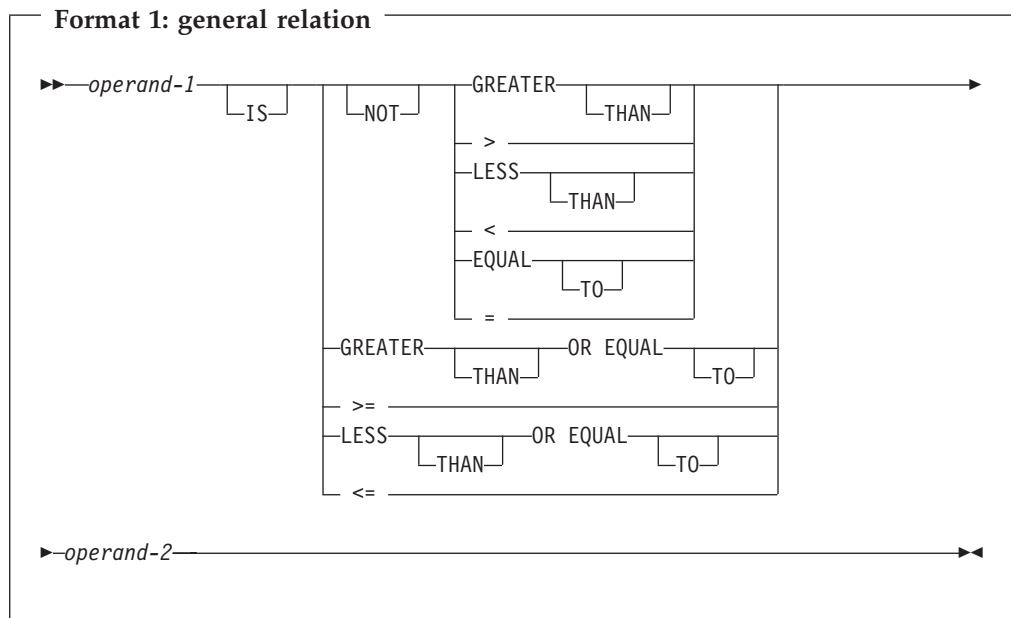 Format 1: general relation
operand-1 IS NOT GREATER THAN
>
LESS THAN
<
EQUAL TO
=
GREATER THAN OR EQUAL TO
>=
LESS THAN OR EQUAL TO
<=
operand-2